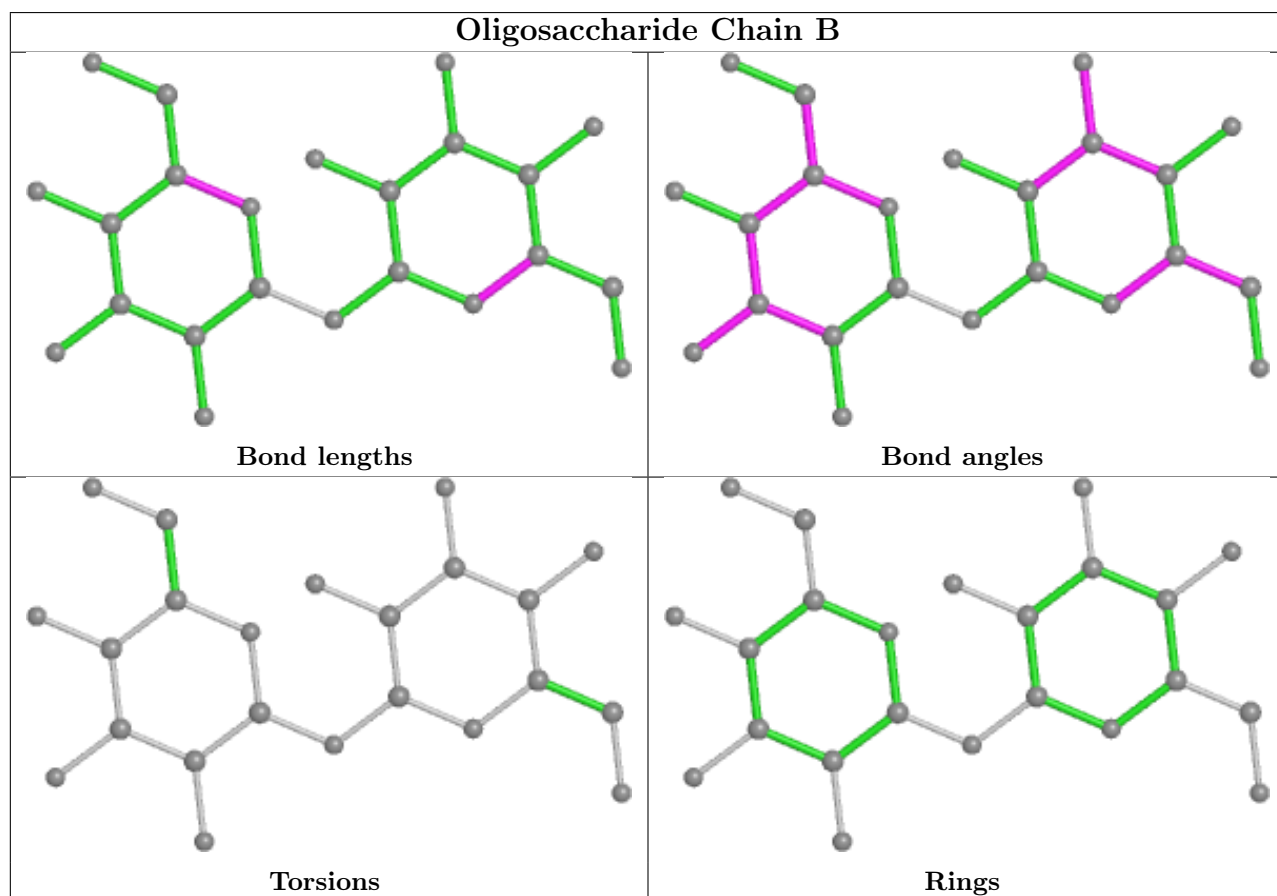 Oligosaccharide Chain B
Bond lengths
Bond angles
Torsions
Rings